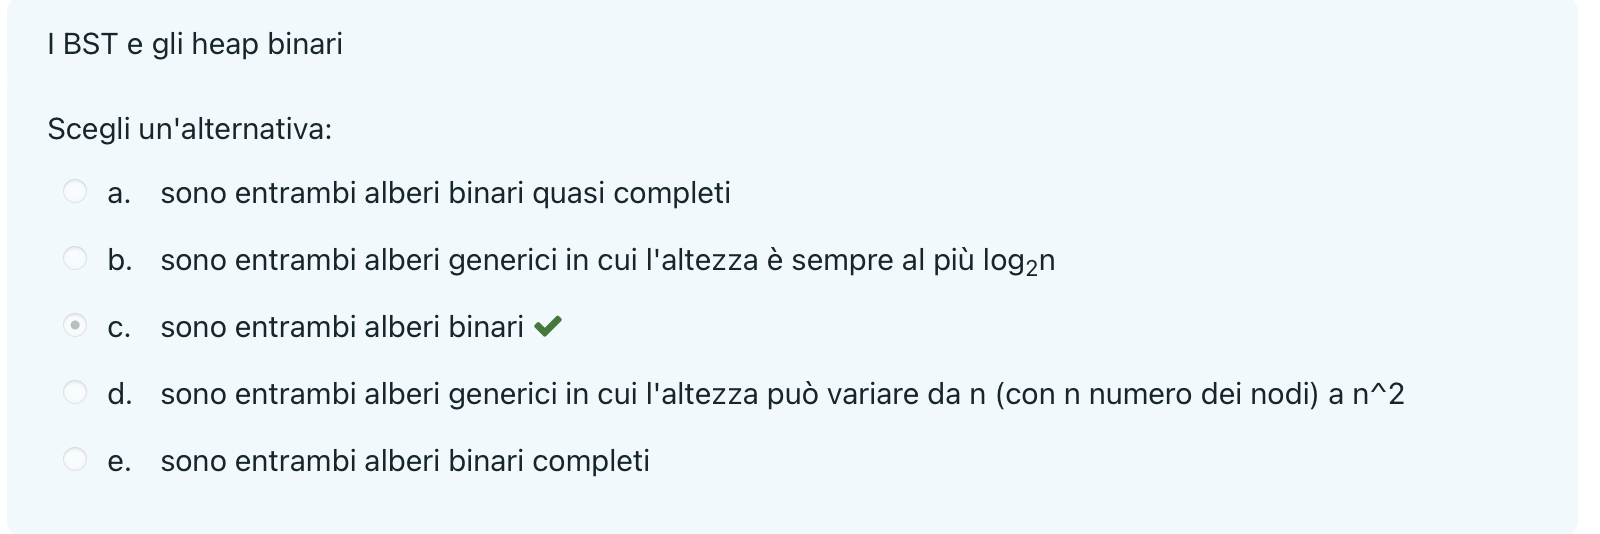 I BST e gli heap binari
Scegli un'alternativa:
a. sono entrambi alberi binari quasi completi
b. sono entrambi alberi generici in cui l'altezza è sempre al più log₂n
c. sono entrambi alberi binari
d. sono entrambi alberi generici in cui l'altezza può variare da n (con n numero dei nodi) a n^2
e. sono entrambi alberi binari completi